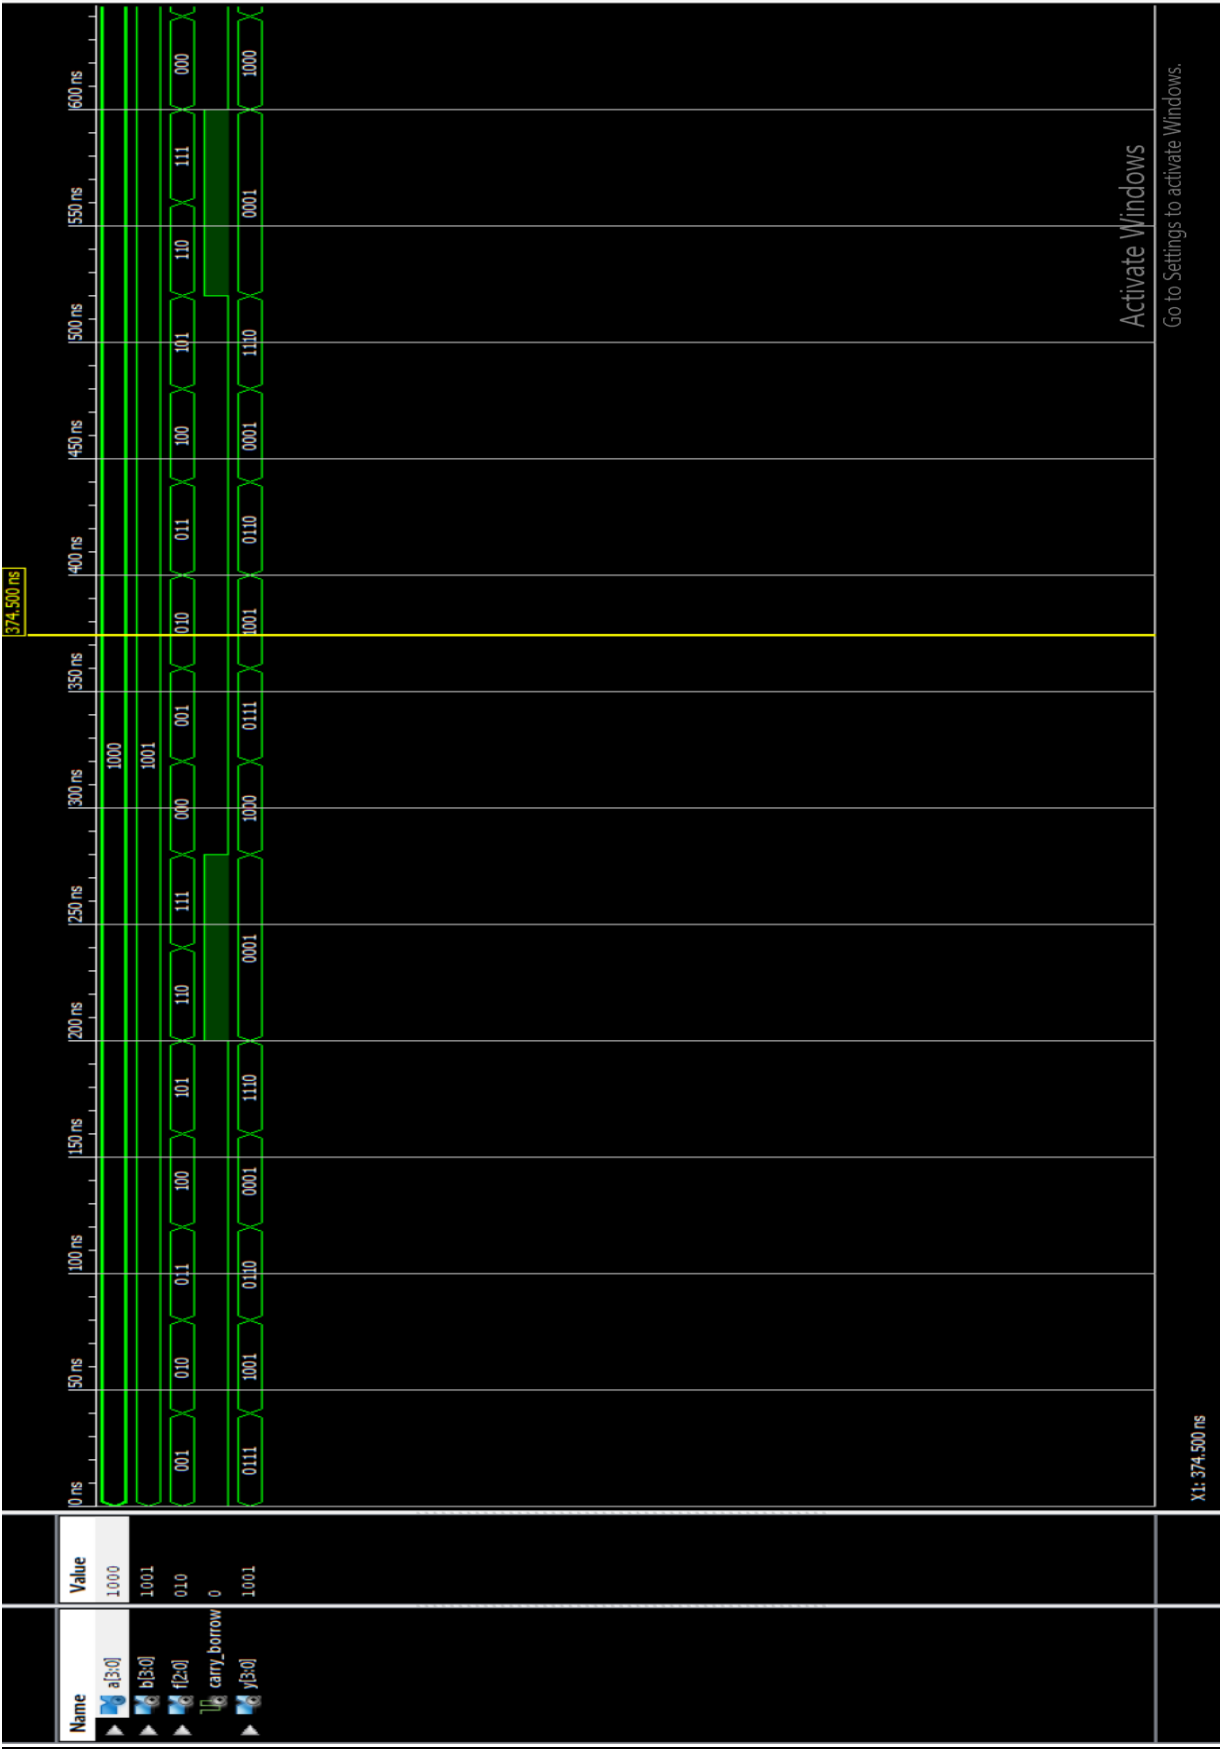 374.500 ns
Name Value 0 ns 50 ns 100 ns 150 ns 200 ns 250 ns 300 ns 350 ns 400 ns 450 ns 500 ns 550 ns 600 ns
a[3:0] 1000 1000
b[3:0] 1001 1001
f[2:0] 010 001 010 011 100 101 110 111 000 001 010 011 100 101 110 111 000
carry_borrow 0
y[3:0] 1001 0111 1001 0110 0001 1110 0001 1000 0111 1001 0110 0001 1110 0001 1000
Activate Windows
Go to Settings to activate Windows.
X1: 374.500 ns